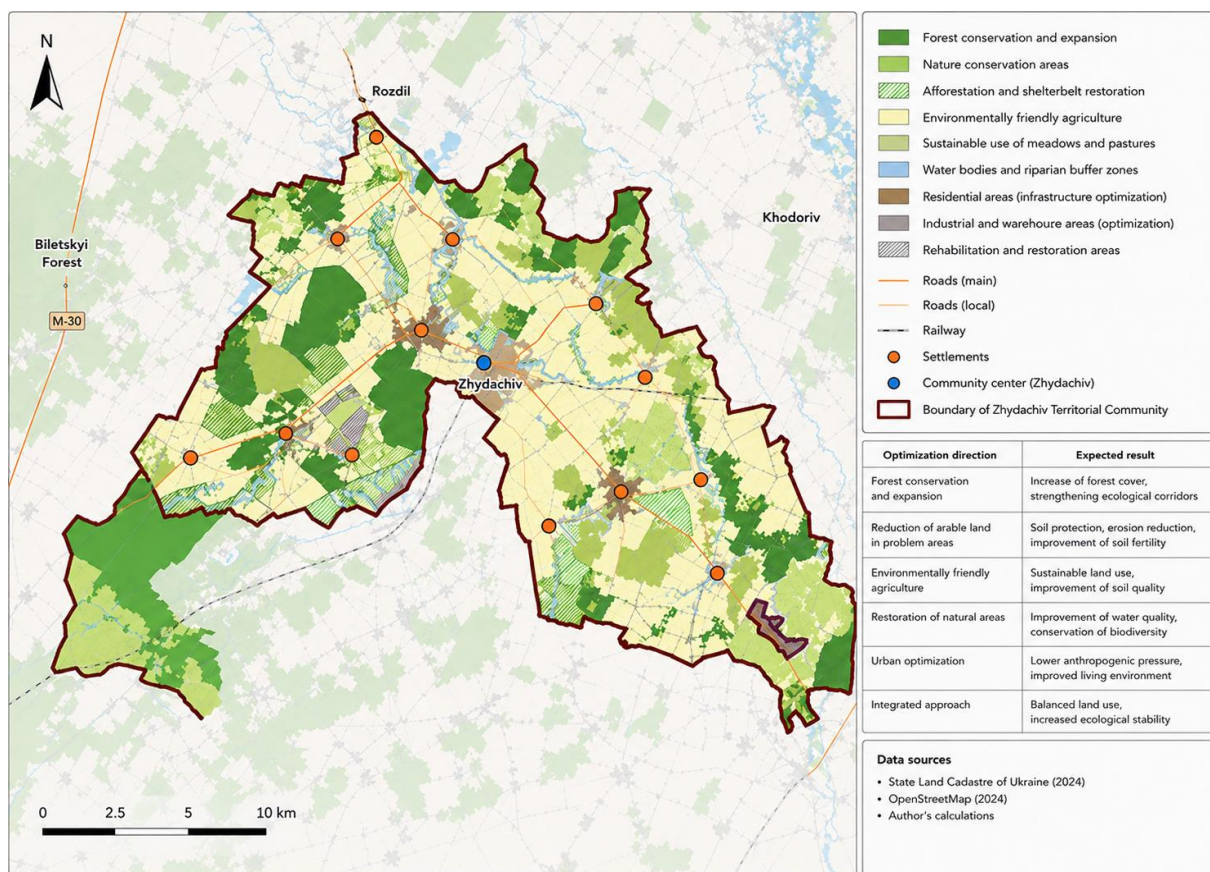 N
Rozdil
Khodoriv
Biletskyi
Forest
M-30
Zhydachiv
0 2.5 5 10 km
Forest conservation and expansion
Nature conservation areas
Afforestation and shelterbelt restoration
Environmentally friendly agriculture
Sustainable use of meadows and pastures
Water bodies and riparian buffer zones
Residential areas (infrastructure optimization)
Industrial and warehoure areas (optimization)
Rehabilitation and restoration areas
Roads (main)
Roads (local)
Railway
Settlements
Community center (Zhydachiv)
Boundary of Zhydachiv Territorial Community
Optimization direction Expected result
Forest conservation
and expansion
Increase of forest cover,
strengthening ecological corridors
Reduction of arable land
in problem areas
Soil protection, erosion reduction,
improvement of soil fertility
Environmentally friendly
agriculture
Sustainable land use,
improvement of soil quality
Restoration of natural areas
Improvement of water quality,
conservation of biodiversity
Urban optimization
Lower anthropogenic pressure,
improved living environment
Integrated approach
Balanced land use,
increased ecological stability
Data sources
• State Land Cadastre of Ukraine (2024)
• OpenStreetMap (2024)
• Author's calculations